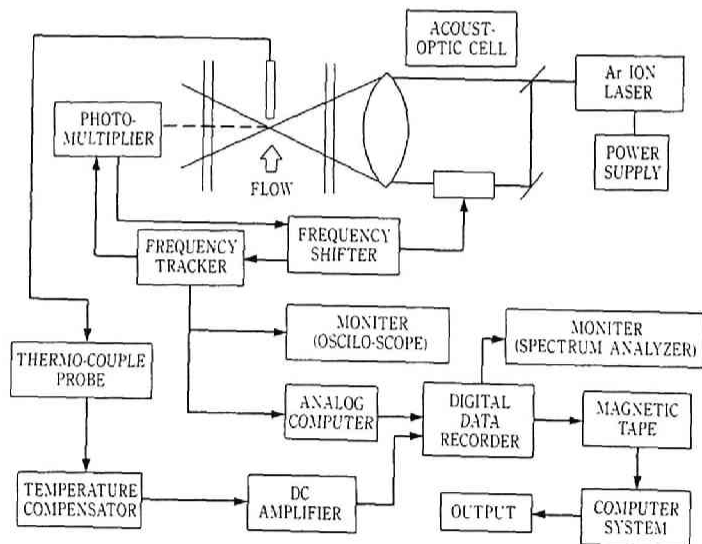 ACOUST-
OPTIC CELL
Ar ION
LASER
PHOTO-
MULTIPLIER
POWER
SUPPLY
FLOW
FREQUENCY
TRACKER
FREQUENCY
SHIFTER
MONITER
(OSCILO-SCOPE)
MONITER
(SPECTRUM ANALYZER)
THERMO-COUPLE
PROBE
ANALOG
COMPUTER
DIGITAL
DATA
RECORDER
MAGNETIC
TAPE
TEMPERATURE
COMPENSATOR
DC
AMPLIFIER
OUTPUT
COMPUTER
SYSTEM